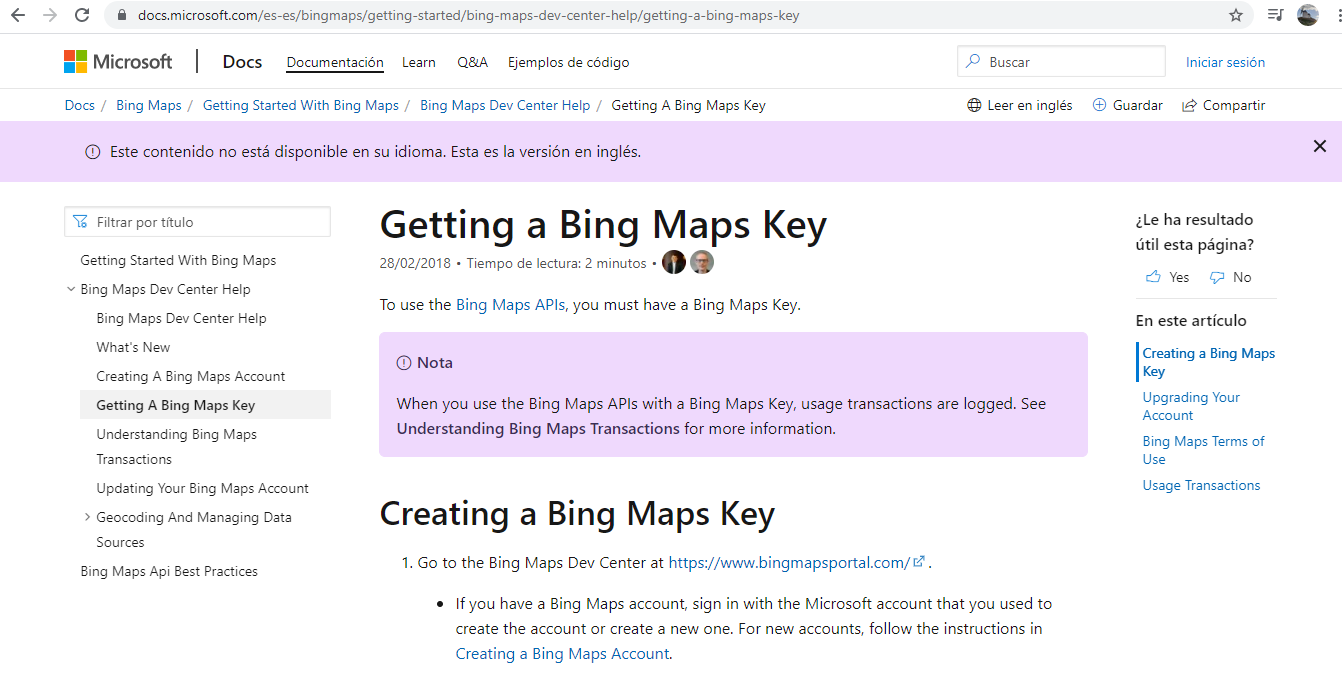 docs.microsoft.com/es-es/bingmaps/getting-started/bing-maps-dev-center-help/getting-a-bing-maps-key
Microsoft Docs Documentación Learn Q&A Ejemplos de código Buscar Iniciar sesión
Docs / Bing Maps / Getting Started With Bing Maps / Bing Maps Dev Center Help / Getting A Bing Maps Key Leer en inglés Guardar Compartir
Este contenido no está disponible en su idioma. Esta es la versión en inglés.
Filtrar por título
Getting Started With Bing Maps
Bing Maps Dev Center Help
Bing Maps Dev Center Help
What's New
Creating A Bing Maps Account
Getting A Bing Maps Key
Understanding Bing Maps
Transactions
Updating Your Bing Maps Account
Geocoding And Managing Data
Sources
Bing Maps Api Best Practices
Getting a Bing Maps Key
28/02/2018 • Tiempo de lectura: 2 minutos •
To use the Bing Maps APIs, you must have a Bing Maps Key.
Nota
When you use the Bing Maps APIs with a Bing Maps Key, usage transactions are logged. See
Understanding Bing Maps Transactions for more information.
Creating a Bing Maps Key
1. Go to the Bing Maps Dev Center at https://www.bingmapsportal.com/ .
• If you have a Bing Maps account, sign in with the Microsoft account that you used to
create the account or create a new one. For new accounts, follow the instructions in
Creating a Bing Maps Account.
¿Le ha resultado
útil esta página?
Yes No
En este artículo
Creating a Bing Maps
Key
Upgrading Your
Account
Bing Maps Terms of
Use
Usage Transactions